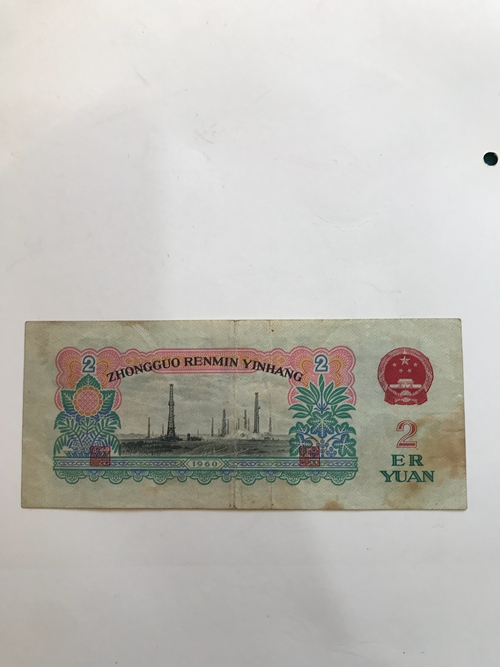 2 ZHONGGUO RENMIN YINHANG 2
1960
2
ER
YUAN